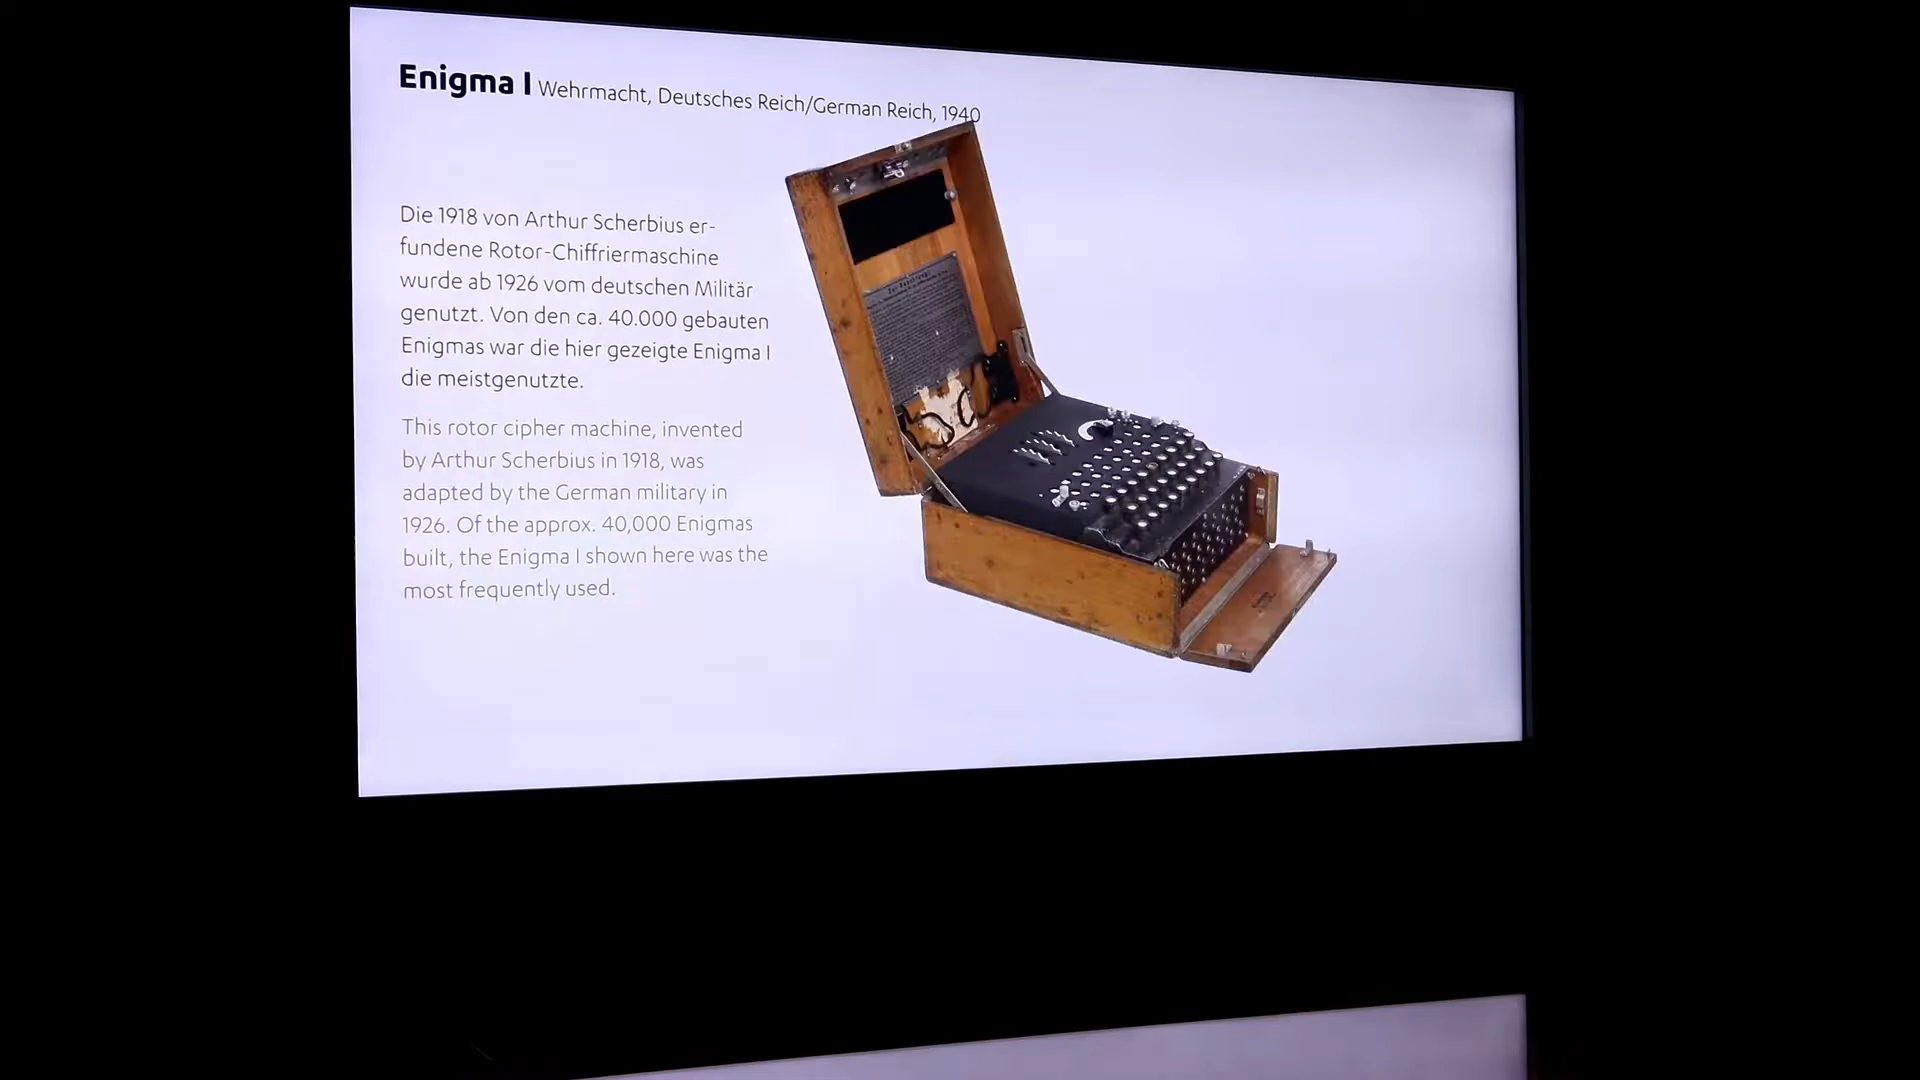 Enigma I Wehrmacht, Deutsches Reich/German Reich, 1940
Die 1918 von Arthur Scherbius er-
fundene Rotor-Chiffriermaschine
wurde ab 1926 vom deutschen Militär
genutzt. Von den ca. 40.000 gebauten
Enigmas war die hier gezeigte Enigma I
die meistgenutzte.
This rotor cipher machine, invented
by Arthur Scherbius in 1918, was
adapted by the German military in
1926. Of the approx. 40,000 Enigmas
built, the Enigma I shown here was the
most frequently used.